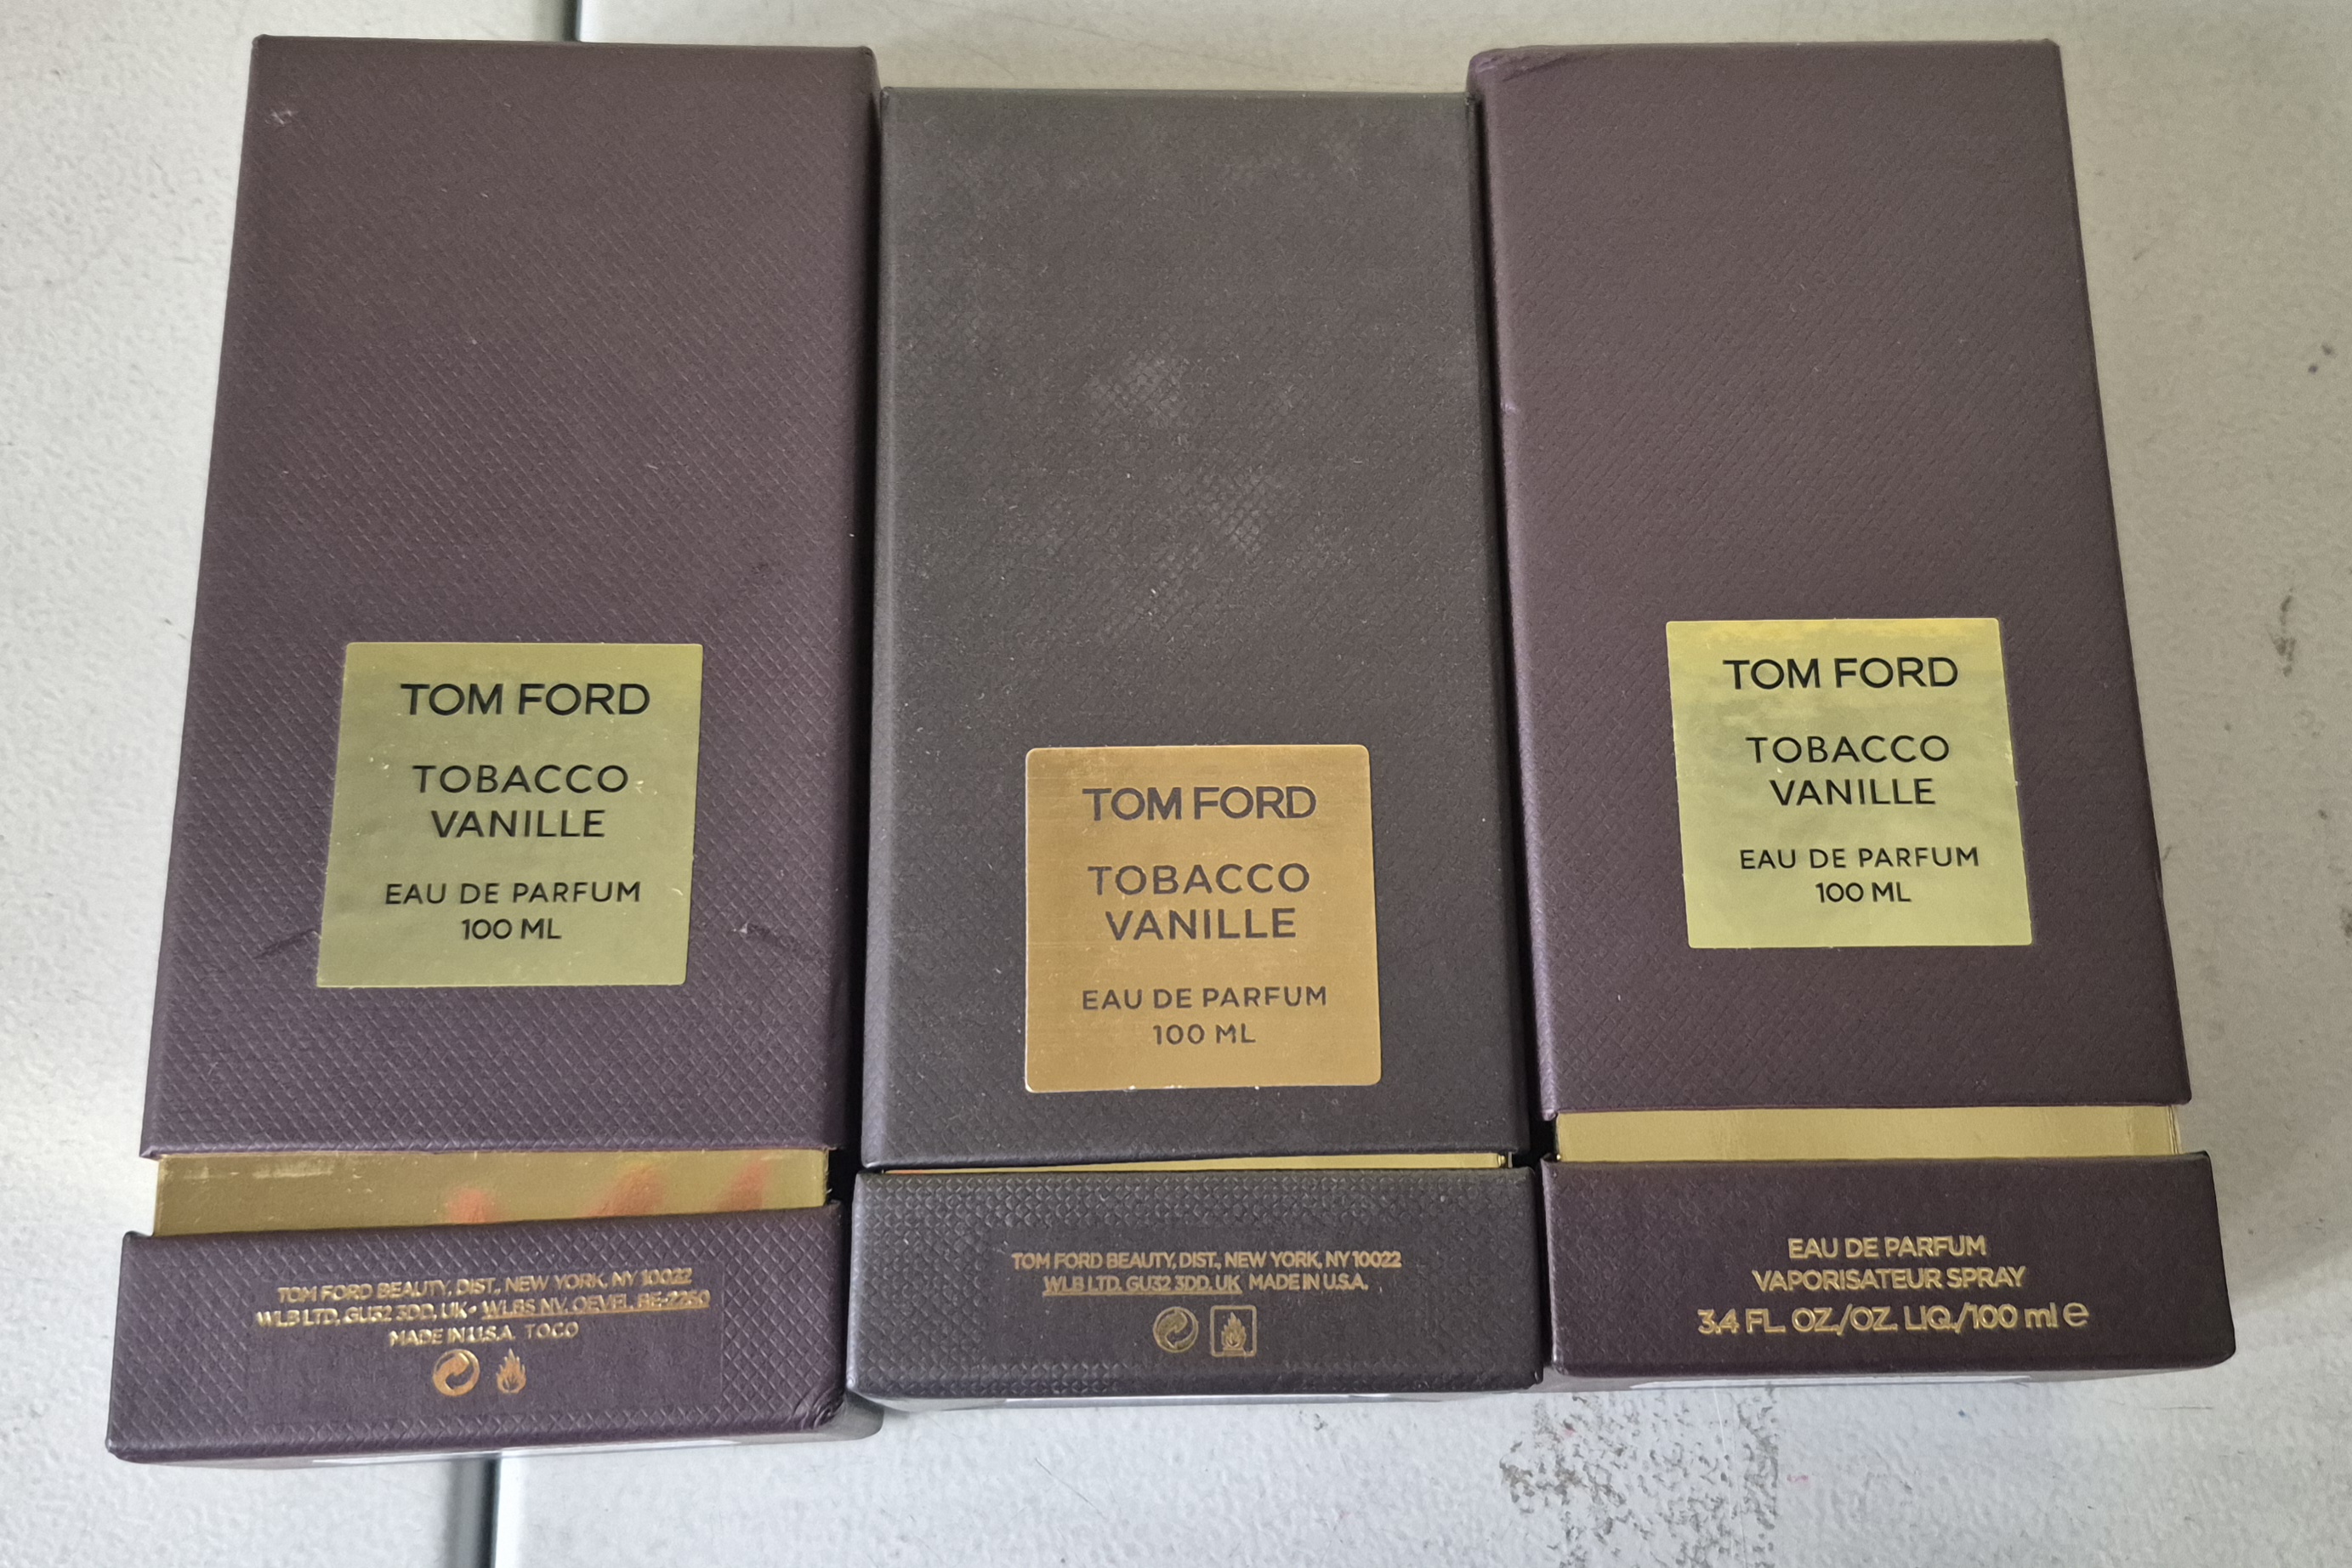 TOM FORD
TOBACCO
VANILLE
EAU DE PARFUM
100 ML
TOM FORD BEAUTY, DIST., NEW YORK, NY 10022
WLB LTD, GU32 3DD, UK • WLBS NV, OEVEL, BE-2260
MADE IN U.S.A. TOCO
TOM FORD
TOBACCO
VANILLE
EAU DE PARFUM
100 ML
TOM FORD BEAUTY, DIST., NEW YORK, NY 10022
WLB LTD. GU32 3DD, UK MADE IN U.S.A.
TOM FORD
TOBACCO
VANILLE
EAU DE PARFUM
100 ML
EAU DE PARFUM
VAPORISATEUR SPRAY
3.4 FL. OZ./OZ. LIQ./100 ml e